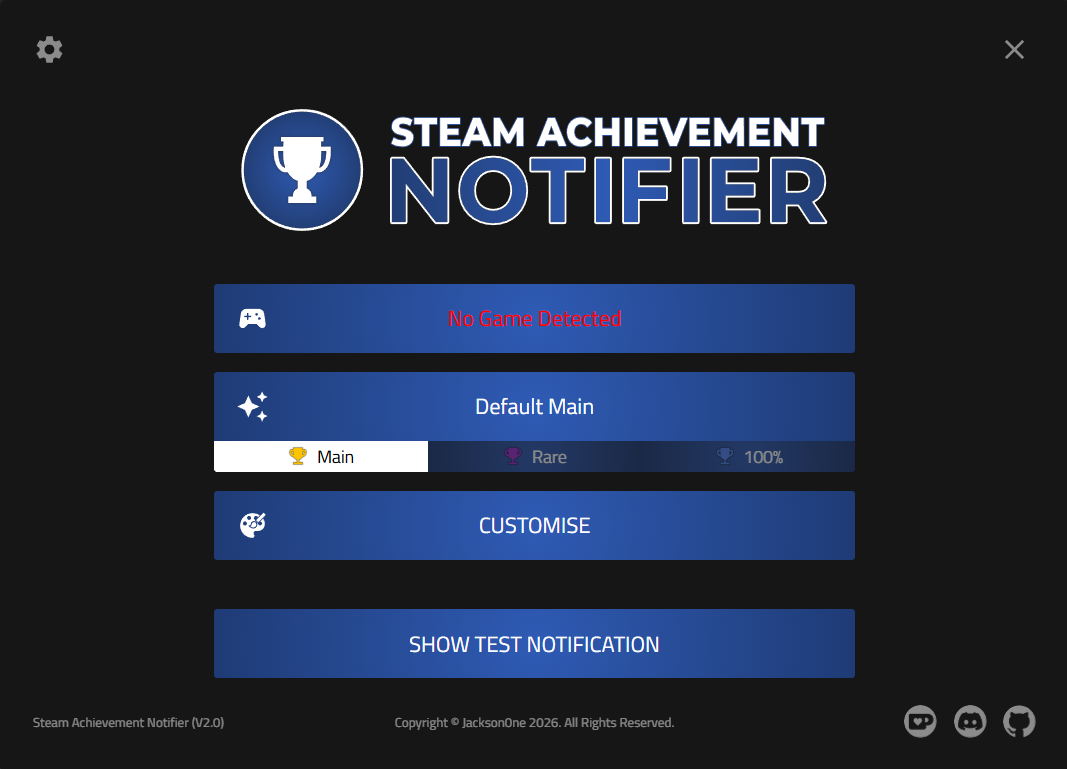 STEAM ACHIEVEMENT
NOTIFIER
No Game Detected
Default Main
Main
Rare
100%
CUSTOMISE
SHOW TEST NOTIFICATION
Steam Achievement Notifier (V2.0)
Copyright © Jackson0ne 2026. All Rights Reserved.